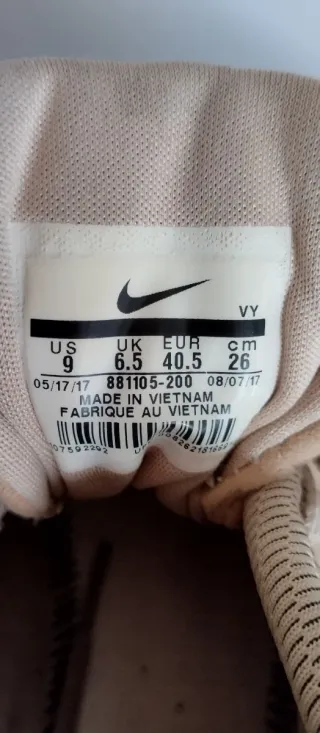 VY
US UK EUR cm
9 6.5 40.5 26
05/17/17 881105-200 08/07/17
MADE IN VIETNAM
FABRIQUE AU VIETNAM